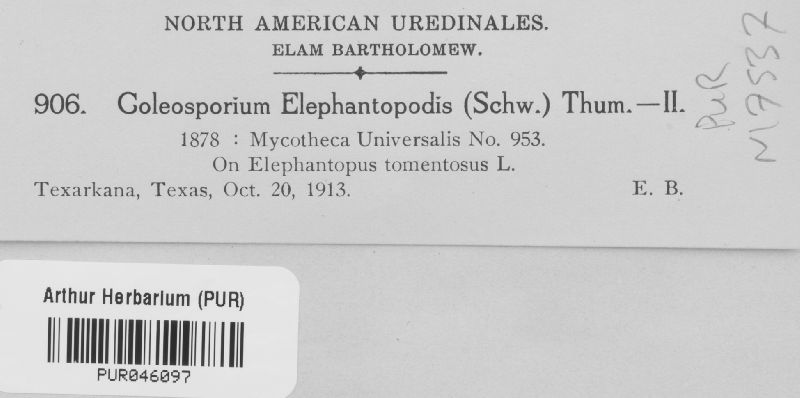 NORTH AMERICAN UREDINALES.
ELAM BARTHOLOMEW.
906. Coleosporium Elephantopodis (Schw.) Thum.—II.
1878 : Mycotheca Universalis No. 953.
On Elephantopus tomentosus L.
Texarkana, Texas, Oct. 20, 1913. E. B.
PUR
N17537
Arthur Herbarium (PUR)
PUR046097